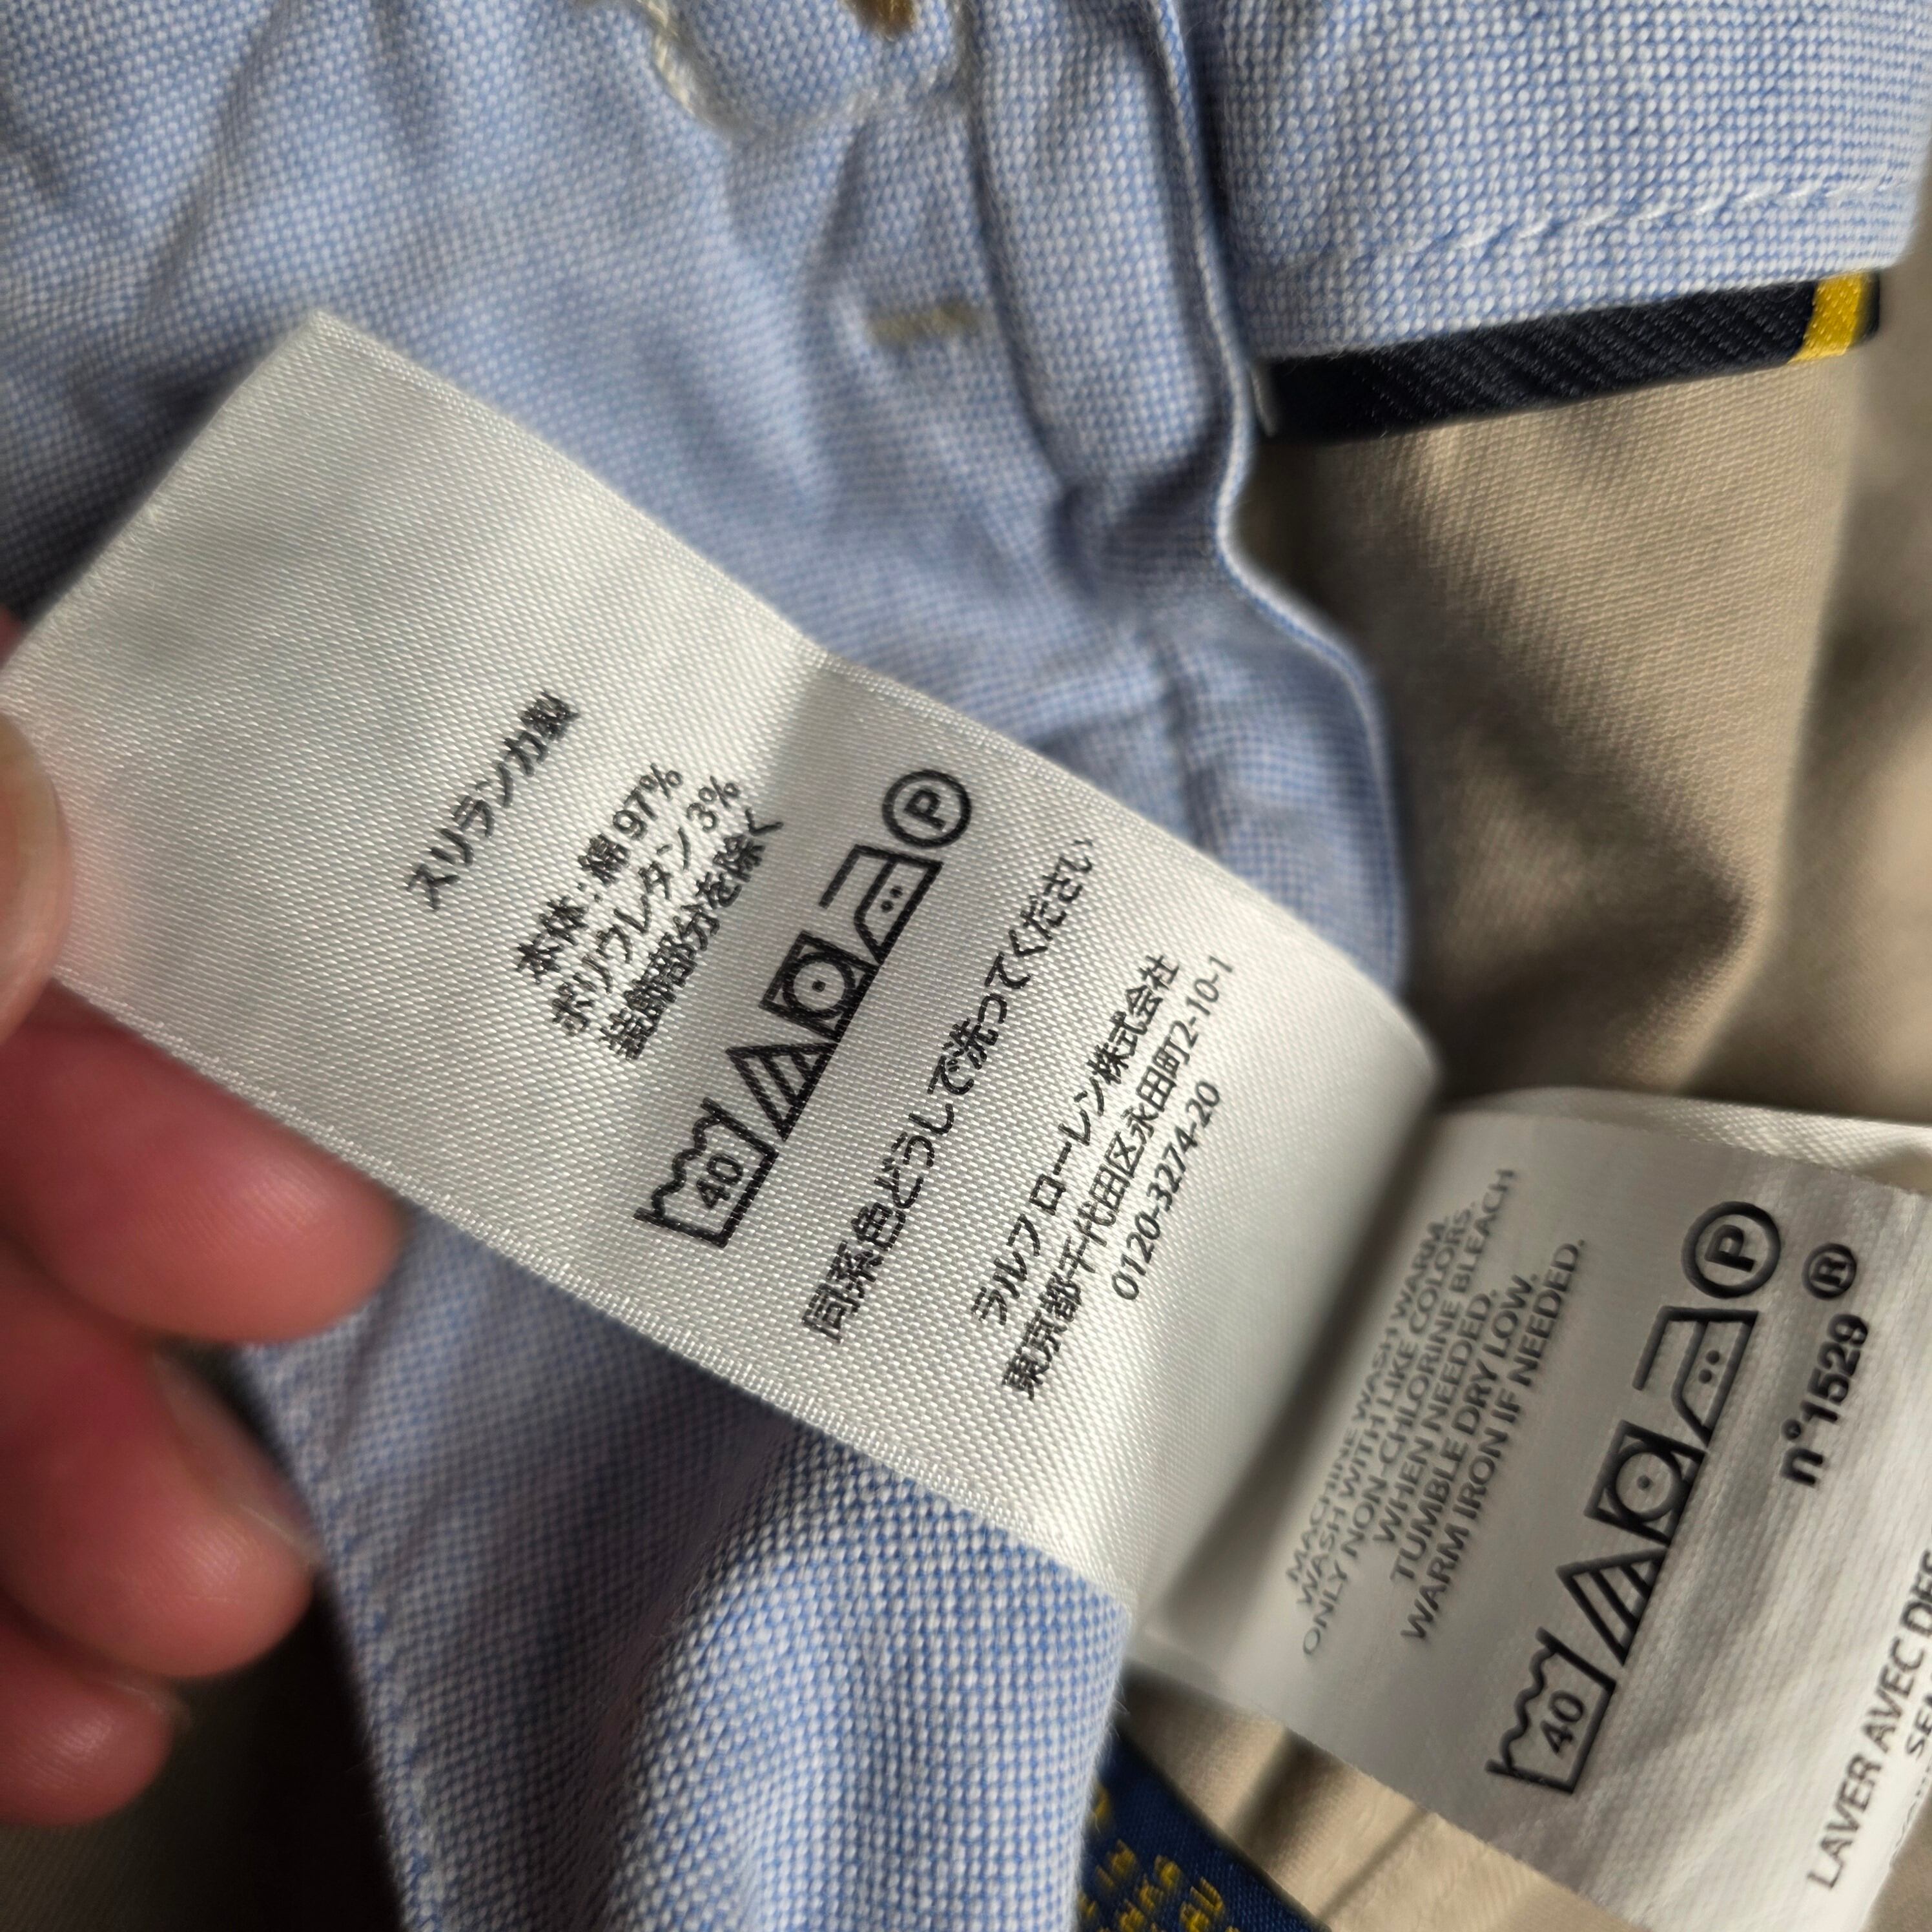 スリランカ製
本体:綿 97%
ポリウレタン 3%
装飾部分を除く
40
P
同系色どうしで洗ってください
ラルフ ローレン株式会社
東京都千代田区永田町2-10-1
0120-3274-20
MACHINE WASH WARM.
WASH WITH LIKE COLORS.
ONLY NON-CHLORINE BLEACH
WHEN NEEDED.
TUMBLE DRY LOW.
WARM IRON IF NEEDED.
40
P
n°1529 ®
LAVER AVEC DES